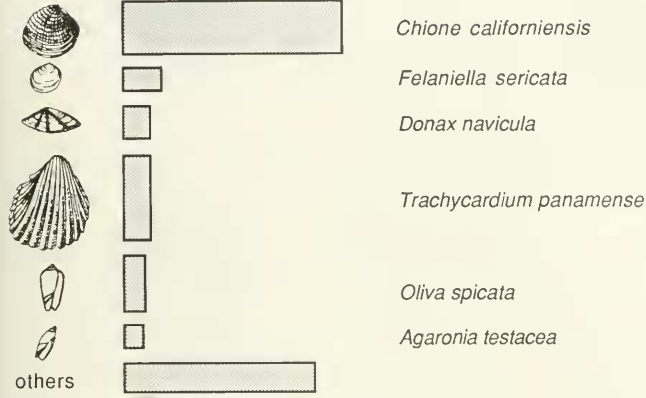 Chione californiensis
Felaniella sericata
Donax navicula
Trachycardium panamense
Oliva spicata
Agaronia testacea
others